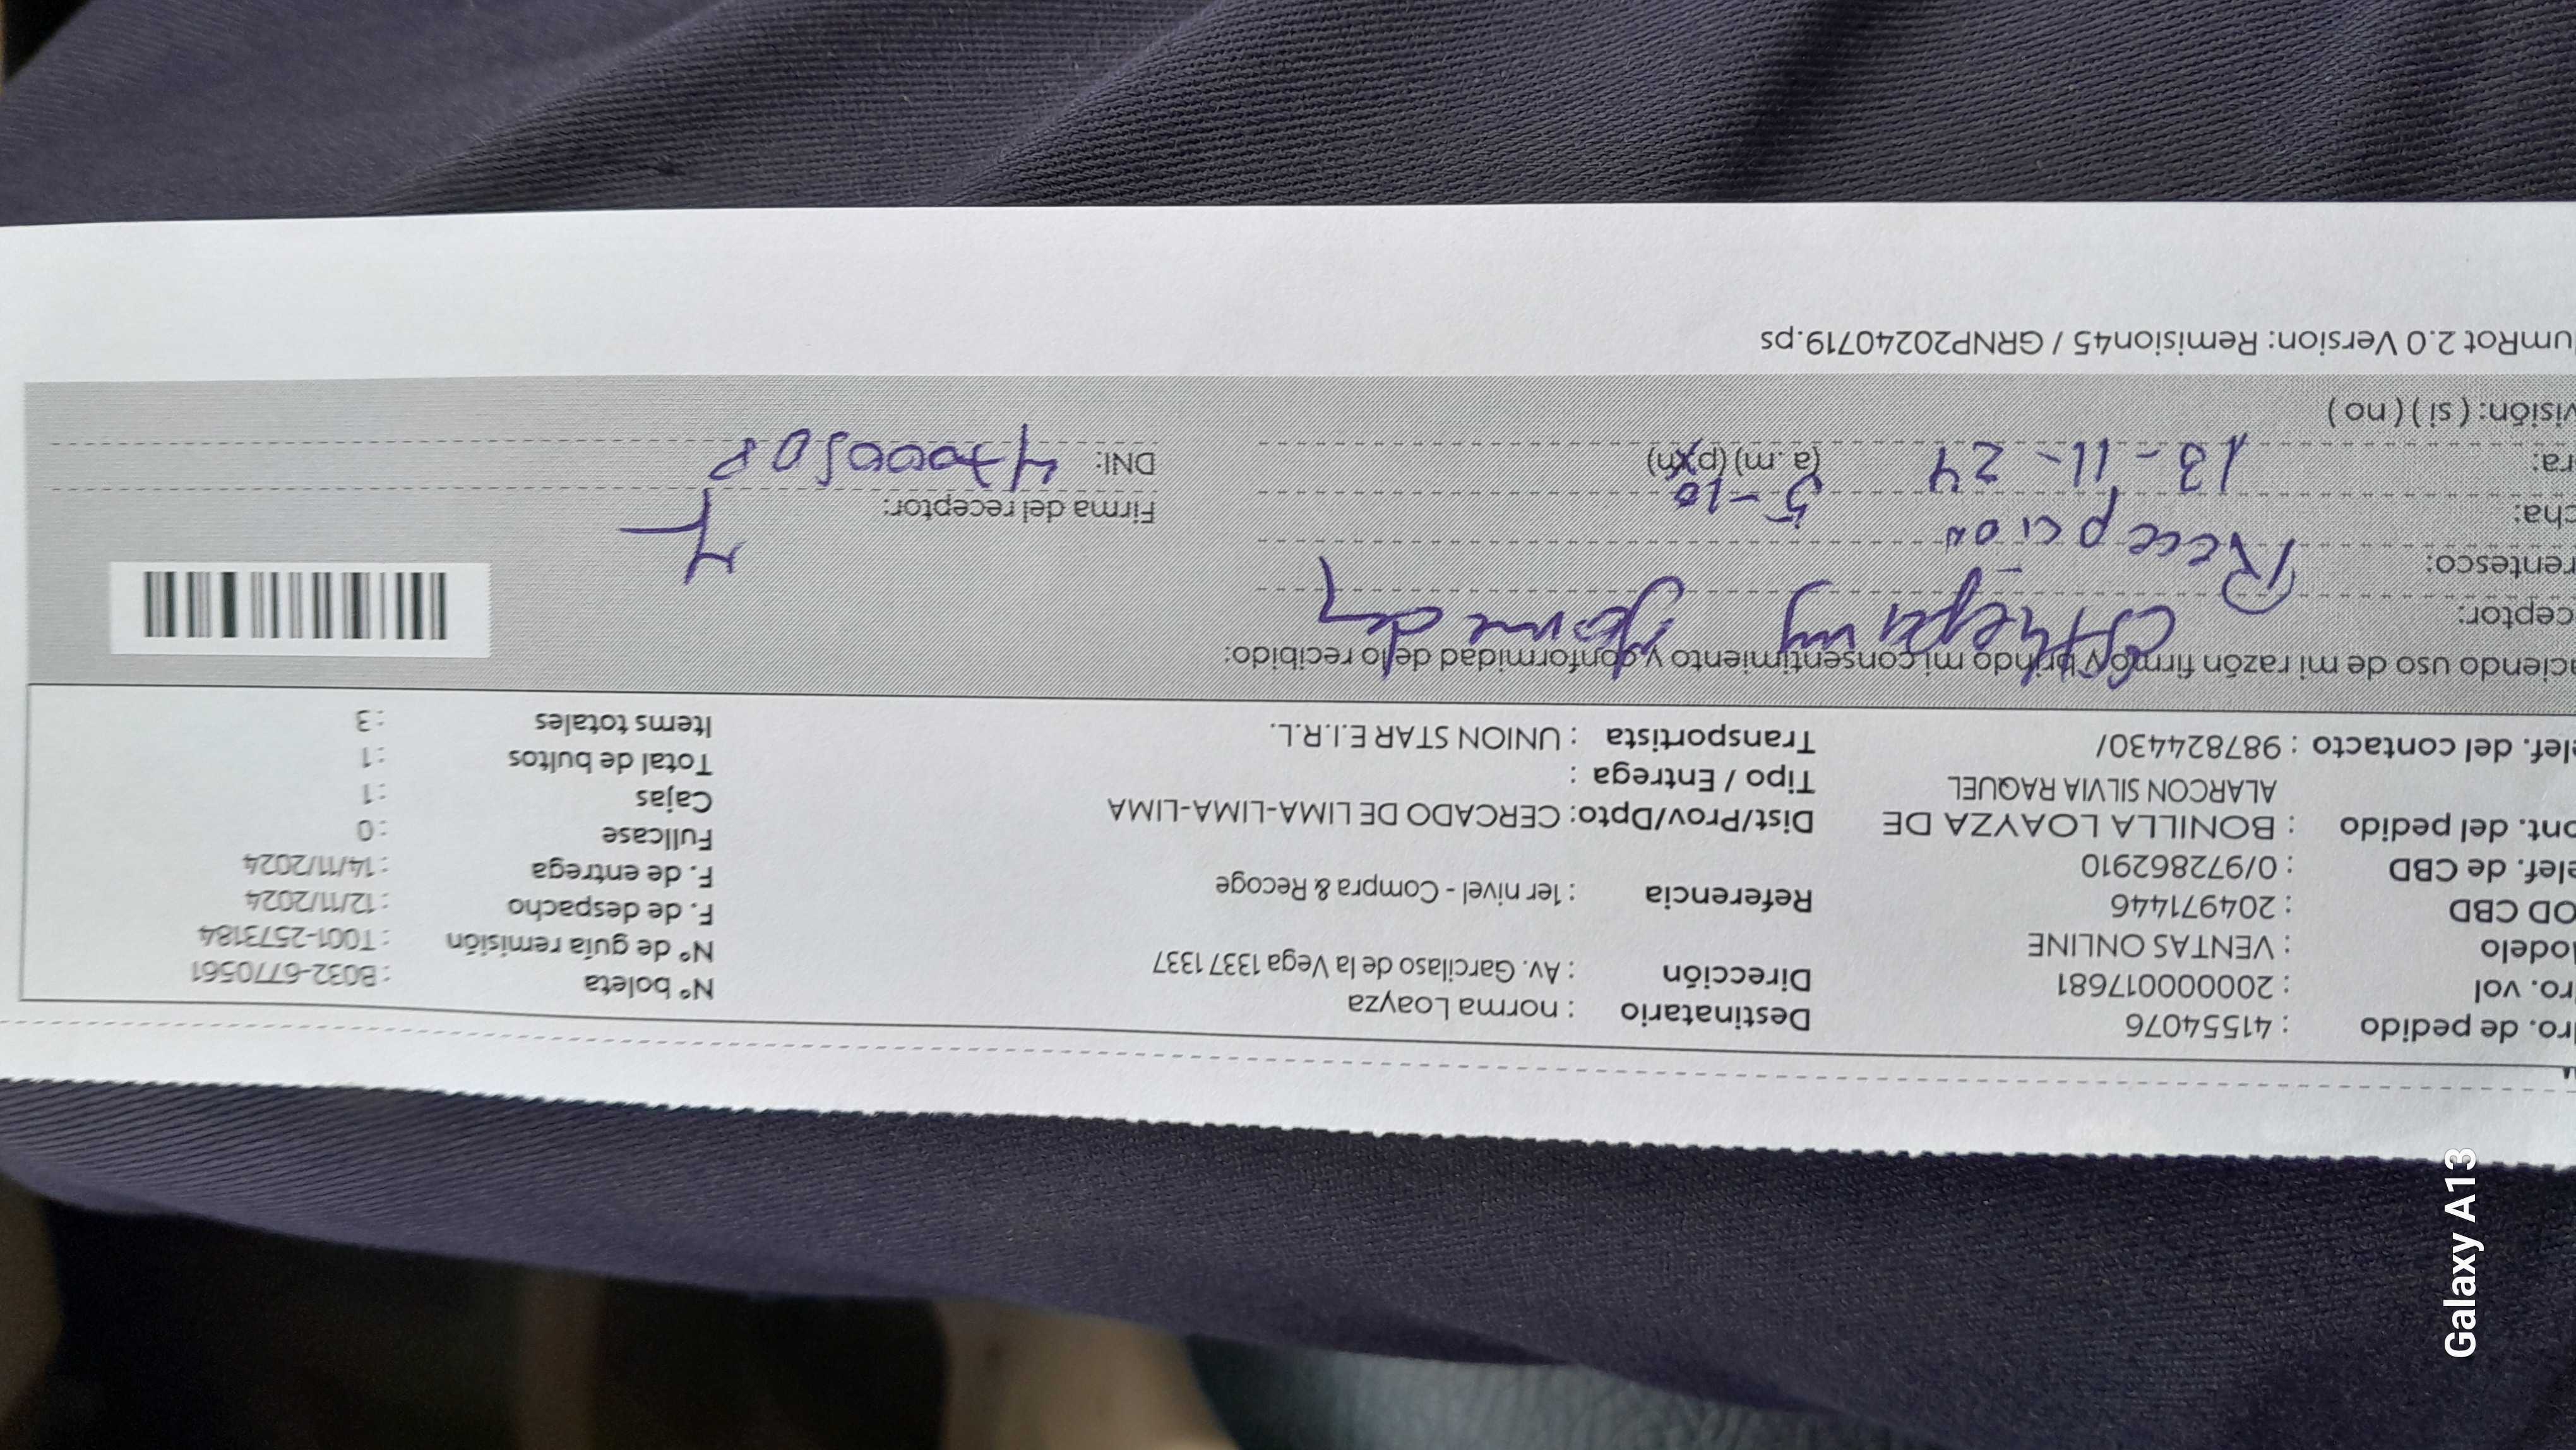 ro. de pedido : 41554076 Destinatario : norma Loayza Nº boleta : B032-6770561
ro. vol : 20000017681 Dirección : Av. Garcilaso de la Vega 1337 1337 Nº de guía remisión : T001-2573184
odelo : VENTAS ONLINE F. de despacho : 12/11/2024
OD CBD : 204971446 Referencia : 1er nivel - Compra & Recoge F. de entrega : 14/11/2024
elef. de CBD : 0/972862910 Fullcase : 0
ont. del pedido : BONILLA LOAYZA DE Dist/Prov/Dpto: CERCADO DE LIMA-LIMA-LIMA Cajas : 1
ALARCON SILVIA RAQUEL Tipo / Entrega : Total de bultos : 1
elef. del contacto : 987824430/ Transportista : UNION STAR E.I.R.L. Items totales : 3
aciendo uso de mi razón firmo y brindo mi consentimiento y conformidad de lo recibido:
ceptor:
rentesco: Recepción
cha: 13-11-24 Firma del receptor:
ra: 5-10 (a.m) (p.m) DNI:
visión: ( si ) ( no )
umRot 2.0 Version: Remision45 / GRNP20240719.ps
Galaxy A13